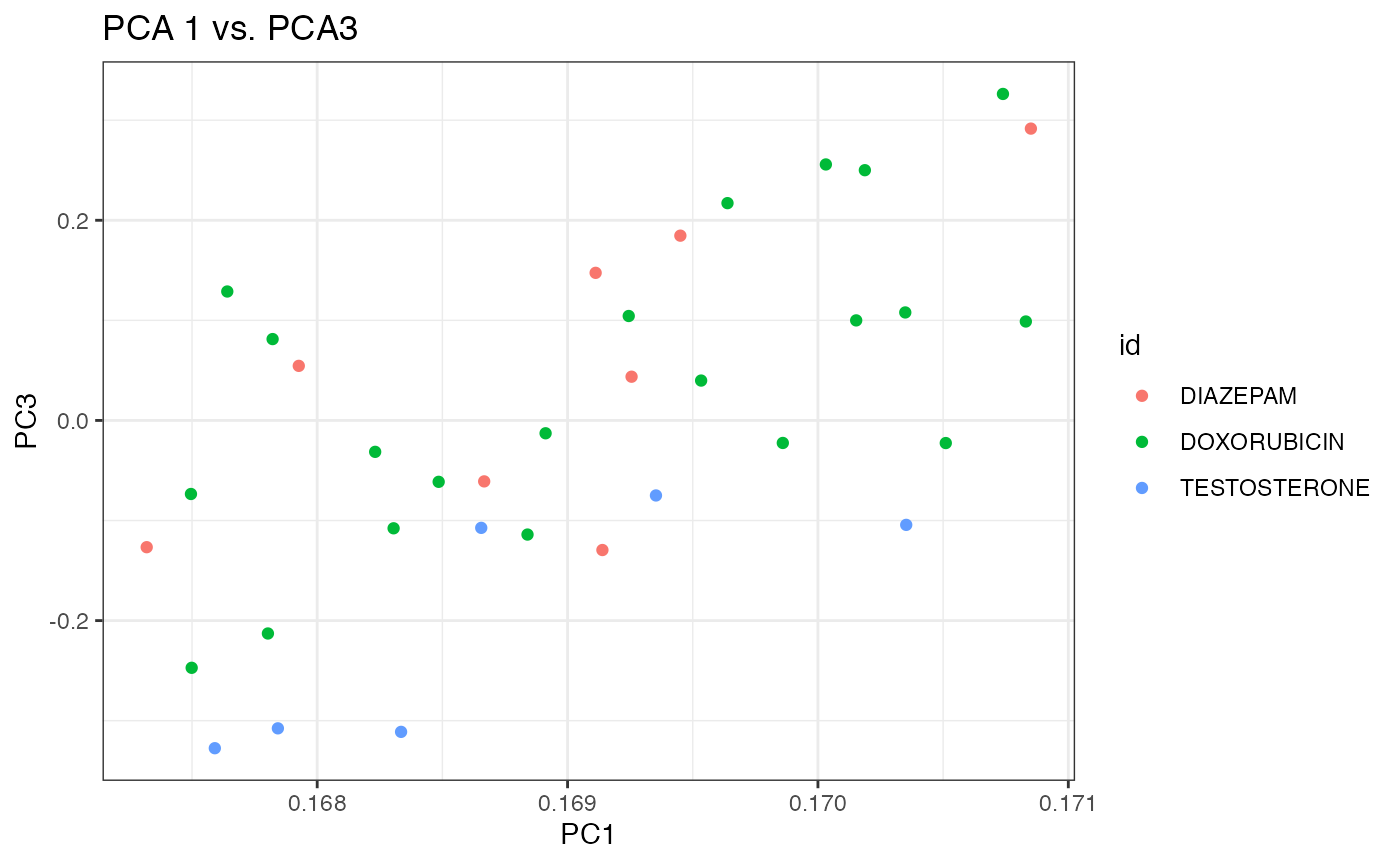 PCA 1 vs. PCA3
PC3
0.2
0.0
-0.2
0.168
0.169
0.170
0.171
PC1
id
DIAZEPAM
DOXORUBICIN
TESTOSTERONE